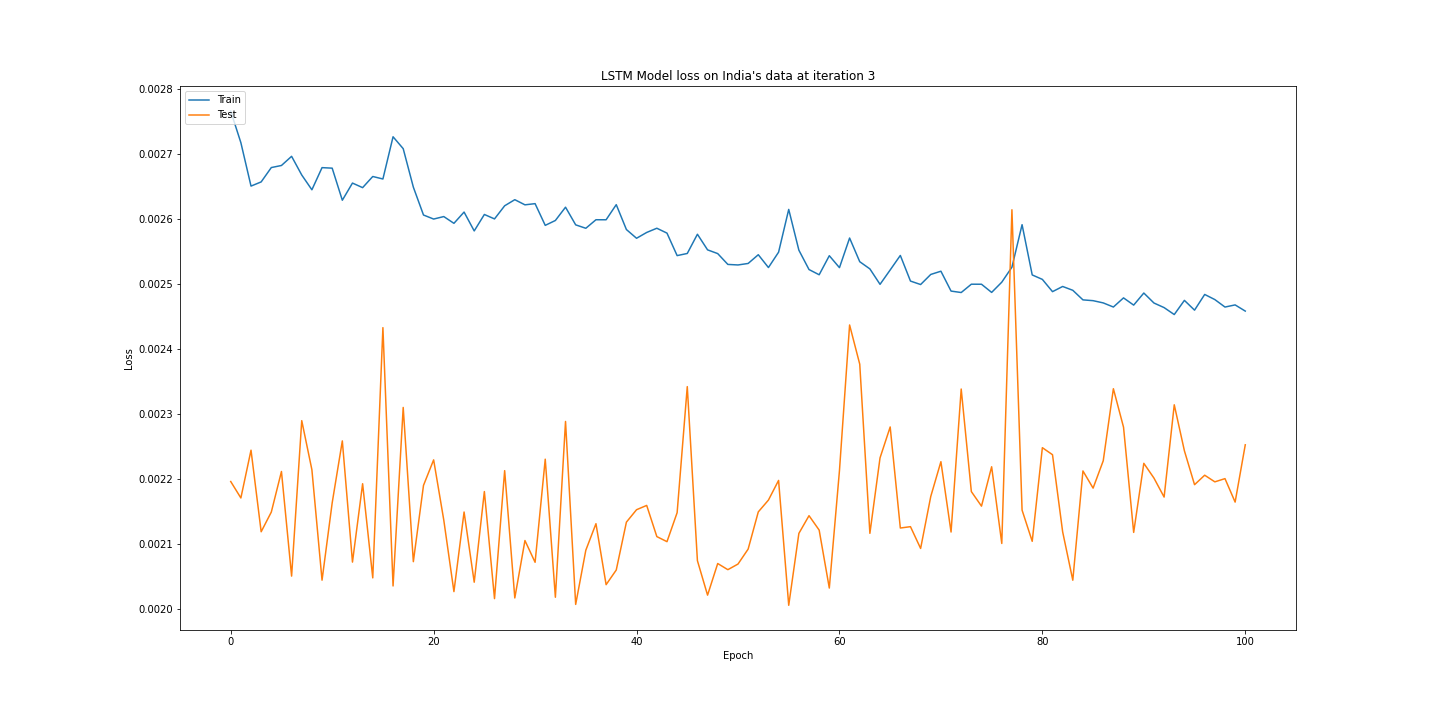 LSTM Model loss on India's data at iteration 3
Train
Test
0.0028
0.0027
0.0026
0.0025
0.0024
0.0023
0.0022
0.0021
0.0020
Loss
0 20 40 60 80 100
Epoch